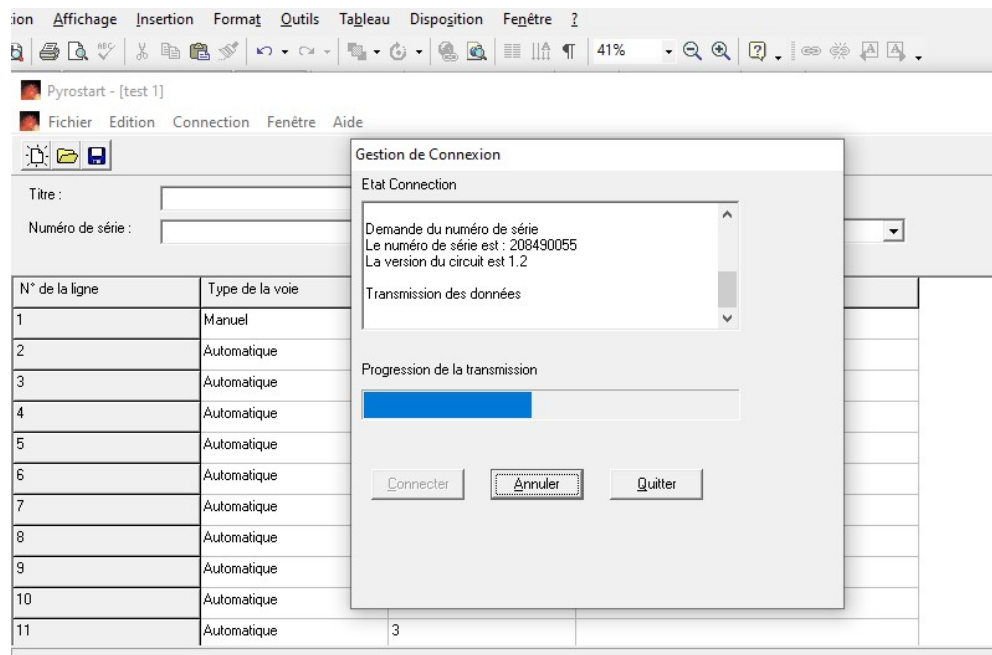 ion Affichage Insertion Format Outils Tableau Disposition Fenêtre ?
41%
Pyrostart - [test 1]
Fichier Edition Connection Fenêtre Aide
Gestion de Connexion
Titre :
Etat Connection
Numéro de série :
Demande du numéro de série
Le numéro de série est : 208490055
La version du circuit est 1.2
Transmission des données
N° de la ligne Type de la voie
1 Manuel
2 Automatique
Progression de la transmission
3 Automatique
4 Automatique
5 Automatique
6 Automatique
Connecter Annuler Quitter
7 Automatique
8 Automatique
9 Automatique
10 Automatique
11 Automatique 3